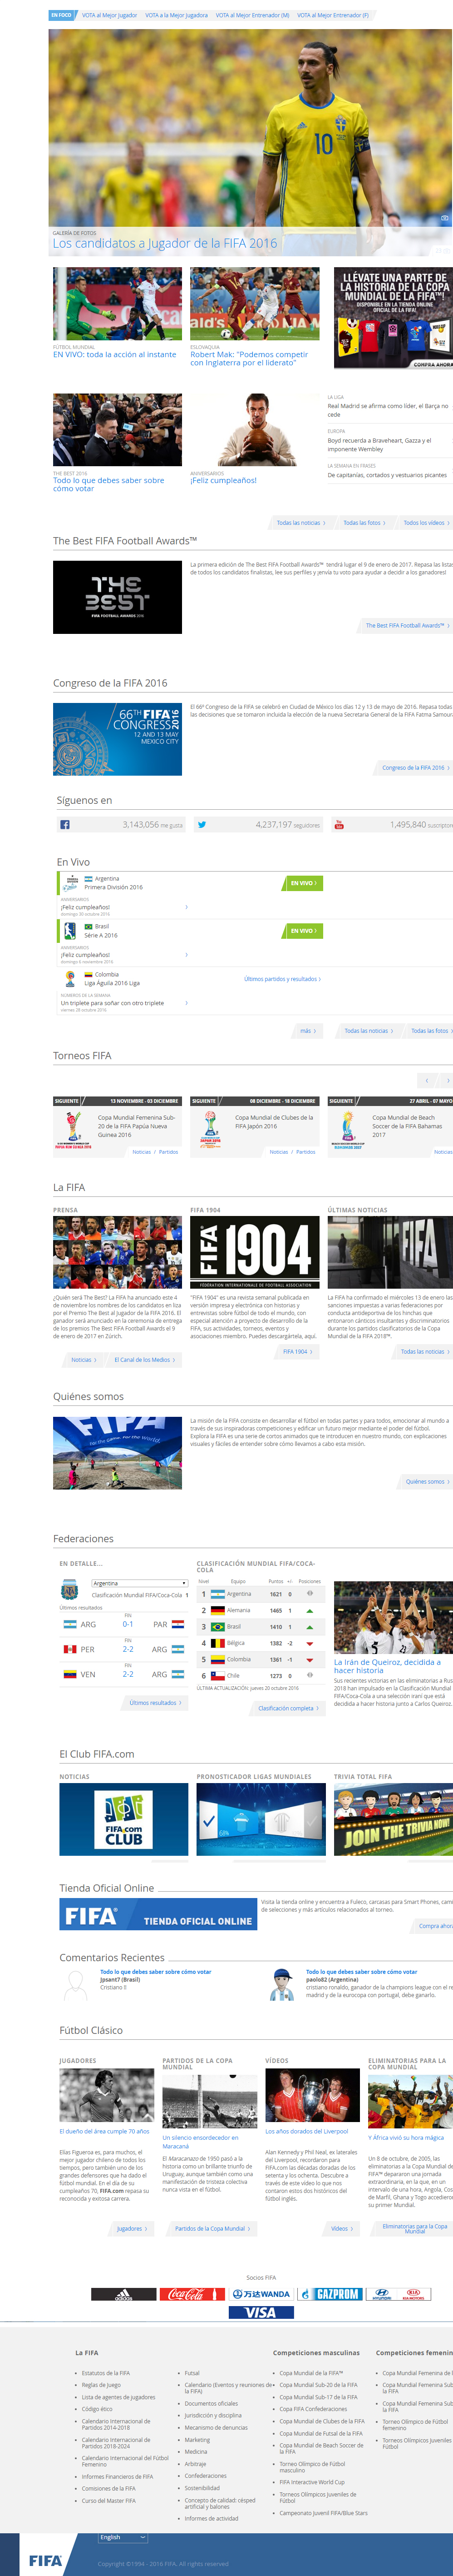 EN FOCO
VOTA al Mejor Jugador
VOTA a la Mejor Jugadora
VOTA al Mejor Entrenador (M)
VOTA al Mejor Entrenador (F)
GALERÍA DE FOTOS
Los candidatos a Jugador de la FIFA 2016
FÚTBOL MUNDIAL
EN VIVO: toda la acción al instante
ESLOVAQUIA
Robert Mak: "Podemos competir
con Inglaterra por el liderato"
LLÉVATE UNA PARTE DE
LA HISTORIA DE LA COPA
MUNDIAL DE LA FIFA™!
DISPONIBLE EN LA TIENDA ONLINE
OFICIAL DE LA FIFA!
COMPRA AHORA
THE BEST 2016
Todo lo que debes saber sobre
cómo votar
ANIVERSARIOS
¡Feliz cumpleaños!
LA LIGA
Real Madrid se afirma como líder, el Barça no
cede
EUROPA
Boyd recuerda a Braveheart, Gazza y el
imponente Wembley
LA SEMANA EN FRASES
De capitanías, cortados y vestuarios picantes
Todas las noticias
Todas las fotos
Todos los vídeos
The Best FIFA Football Awards™
THE BEST
FIFA FOOTBALL AWARDS 2016
La primera edición de The Best FIFA Football Awards™ tendrá lugar el 9 de enero de 2017. Repasa las listas
de todos los candidatos finalistas, lee sus perfiles y ¡envía tu voto para ayudar a decidir a los ganadores!
The Best FIFA Football Awards™
Congreso de la FIFA 2016
66TH FIFA
CONGRESS 2016
12 AND 13 MAY
MEXICO CITY
El 66º Congreso de la FIFA se celebró en Ciudad de México los días 12 y 13 de mayo de 2016. Repasa todas
las decisiones que se tomaron incluida la elección de la nueva Secretaria General de la FIFA Fatma Samoura
Congreso de la FIFA 2016
Síguenos en
3,143,056 me gusta
4,237,197 seguidores
1,495,840 suscriptores
En Vivo
Argentina
Primera División 2016
EN VIVO
ANIVERSARIOS
¡Feliz cumpleaños!
domingo 30 octubre 2016
Brasil
Série A 2016
EN VIVO
ANIVERSARIOS
¡Feliz cumpleaños!
domingo 6 noviembre 2016
Colombia
Liga Águila 2016 Liga
Últimos partidos y resultados
NÚMEROS DE LA SEMANA
Un triplete para soñar con otro triplete
viernes 28 octubre 2016
más
Todas las noticias
Todas las fotos
Torneos FIFA
SIGUIENTE
13 NOVIEMBRE - 03 DICIEMBRE
Copa Mundial Femenina Sub-
20 de la FIFA Papúa Nueva
Guinea 2016
Noticias / Partidos
SIGUIENTE
08 DICIEMBRE - 18 DICIEMBRE
Copa Mundial de Clubes de la
FIFA Japón 2016
Noticias / Partidos
SIGUIENTE
27 ABRIL - 07 MAYO
Copa Mundial de Beach
Soccer de la FIFA Bahamas
2017
Noticias
La FIFA
PRENSA
¿Quién será The Best? La FIFA ha anunciado este 4
de noviembre los nombres de los candidatos en liza
por el Premio The Best al Jugador de la FIFA 2016. El
ganador será anunciado en la ceremonia de entrega
de los premios The Best FIFA Football Awards el 9
de enero de 2017 en Zúrich.
Noticias
El Canal de los Medios
FIFA 1904
FIFA 1904
FÉDÉRATION INTERNATIONALE DE FOOTBALL ASSOCIATION
"FIFA 1904" es una revista semanal publicada en
versión impresa y electrónica con historias y
entrevistas sobre fútbol de todo el mundo, con
especial atención a proyecto de desarrollo de la
FIFA, sus actividades, torneos, eventos y
asociaciones miembro. Puedes descargártela, aquí.
FIFA 1904
ÚLTIMAS NOTICIAS
La FIFA ha confirmado el miércoles 13 de enero las
sanciones impuestas a varias federaciones por
conducta antideportiva de los hinchas que
entonaron cánticos insultantes y discriminatorios
durante los partidos clasificatorios de la Copa
Mundial de la FIFA 2018™.
Todas las noticias
Quiénes somos
La misión de la FIFA consiste en desarrollar el fútbol en todas partes y para todos, emocionar al mundo a
través de sus inspiradoras competiciones y edificar un futuro mejor mediante el poder del fútbol.
Explora la FIFA es una serie de cortos animados que te introducen en nuestro mundo, con explicaciones
visuales y fáciles de entender sobre cómo llevamos a cabo esta misión.
Quiénes somos
Federaciones
EN DETALLE...
Argentina
Clasificación Mundial FIFA/Coca-Cola 1
Últimos resultados
FIN
ARG 0-1 PAR
FIN
PER 2-2 ARG
FIN
VEN 2-2 ARG
Últimos resultados
CLASIFICACIÓN MUNDIAL FIFA/COCA-
COLA
Nivel Equipo Puntos +/- Posiciones
1 Argentina 1621 0
2 Alemania 1465 1
3 Brasil 1410 1
4 Bélgica 1382 -2
5 Colombia 1361 -1
6 Chile 1273 0
ÚLTIMA ACTUALIZACIÓN: jueves 20 octubre 2016
Clasificación completa
La Irán de Queiroz, decidida a
hacer historia
Sus recientes victorias en las eliminatorias a Rusia
2018 han impulsado en la Clasificación Mundial
FIFA/Coca-Cola a una selección iraní que está
decidida a hacer historia junto a Carlos Queiroz.
El Club FIFA.com
NOTICIAS
FIFA.com
CLUB
PRONOSTICADOR LIGAS MUNDIALES
TRIVIA TOTAL FIFA
JOIN THE TRIVIA NOW!
Tienda Oficial Online
FIFA
TIENDA OFICIAL ONLINE
Visita la tienda online y encuentra a Fuleco, carcasas para Smart Phones, cami
de selecciones y más artículos relacionados al torneo.
Compra ahora
Comentarios Recientes
Todo lo que debes saber sobre cómo votar
Jpsant7 (Brasil)
Cristiano
Todo lo que debes saber sobre cómo votar
paolo82 (Argentina)
cristiano ronaldo, ganador de la champions league con el re
madrid y de la eurocopa con portugal, debe ganarlo.
Fútbol Clásico
JUGADORES
El dueño del área cumple 70 años
Elías Figueroa es, para muchos, el
mejor jugador chileno de todos los
tiempos, pero también uno de los
grandes defensores que ha dado el
fútbol mundial. En el día de su
cumpleaños 70, FIFA.com repasa su
reconocida y exitosa carrera.
Jugadores
PARTIDOS DE LA COPA
MUNDIAL
Un silencio ensordecedor en
Maracaná
El Maracanazo de 1950 pasó a la
historia como un brillante triunfo de
Uruguay, aunque también como una
manifestación de tristeza colectiva
nunca vista en el fútbol.
Partidos de la Copa Mundial
VÍDEOS
Los años dorados del Liverpool
Alan Kennedy y Phil Neal, ex laterales
del Liverpool, recordaron para
FIFA.com las décadas doradas de los
setenta y los ochenta. Descubre a
través de este vídeo lo que nos
contaron estos dos históricos del
fútbol inglés.
Vídeos
ELIMINATORIAS PARA LA
COPA MUNDIAL
Y África vivió su hora mágica
Un 8 de octubre, de 2005, las
eliminatorias a la Copa Mundial de
FIFA™ depararon una jornada
extraordinaria, en la que, en un
intervalo de una hora, Angola, Cos
de Marfil, Ghana y Togo accedieron
su primer Mundial.
Eliminatorias para la Copa
Mundial
Socios FIFA
adidas
Coca-Cola
万达 WANDA
GAZPROM
HYUNDAI
KIA MOTORS
VISA
La FIFA
Estatutos de la FIFA
Reglas de Juego
Lista de agentes de jugadores
Código ético
Calendario Internacional de
Partidos 2014-2018
Calendario Internacional de
Partidos 2018-2024
Calendario Internacional del Fútbol
Femenino
Informes Financieros de FIFA
Comisiones de la FIFA
Curso del Master FIFA
Futsal
Calendario (Eventos y reuniones de
la FIFA)
Documentos oficiales
Jurisdicción y disciplina
Mecanismo de denuncias
Marketing
Medicina
Arbitraje
Confederaciones
Sostenibilidad
Concepto de calidad: césped
artificial y balones
Informes de actividad
Competiciones masculinas
Copa Mundial de la FIFA™
Copa Mundial Sub-20 de la FIFA
Copa Mundial Sub-17 de la FIFA
Copa FIFA Confederaciones
Copa Mundial de Clubes de la FIFA
Copa Mundial de Futsal de la FIFA
Copa Mundial de Beach Soccer de
la FIFA
Torneo Olímpico de Fútbol
masculino
FIFA Interactive World Cup
Torneos Olímpicos Juveniles de
Fútbol
Campeonato Juvenil FIFA/Blue Stars
Competiciones femenin
Copa Mundial Femenina de l
Copa Mundial Femenina Sub
la FIFA
Copa Mundial Femenina Sub
la FIFA
Torneo Olímpico de Fútbol
femenino
Torneos Olímpicos Juveniles
Fútbol
English
FIFA
Copyright ©1994 - 2016 FIFA. All rights reserved.